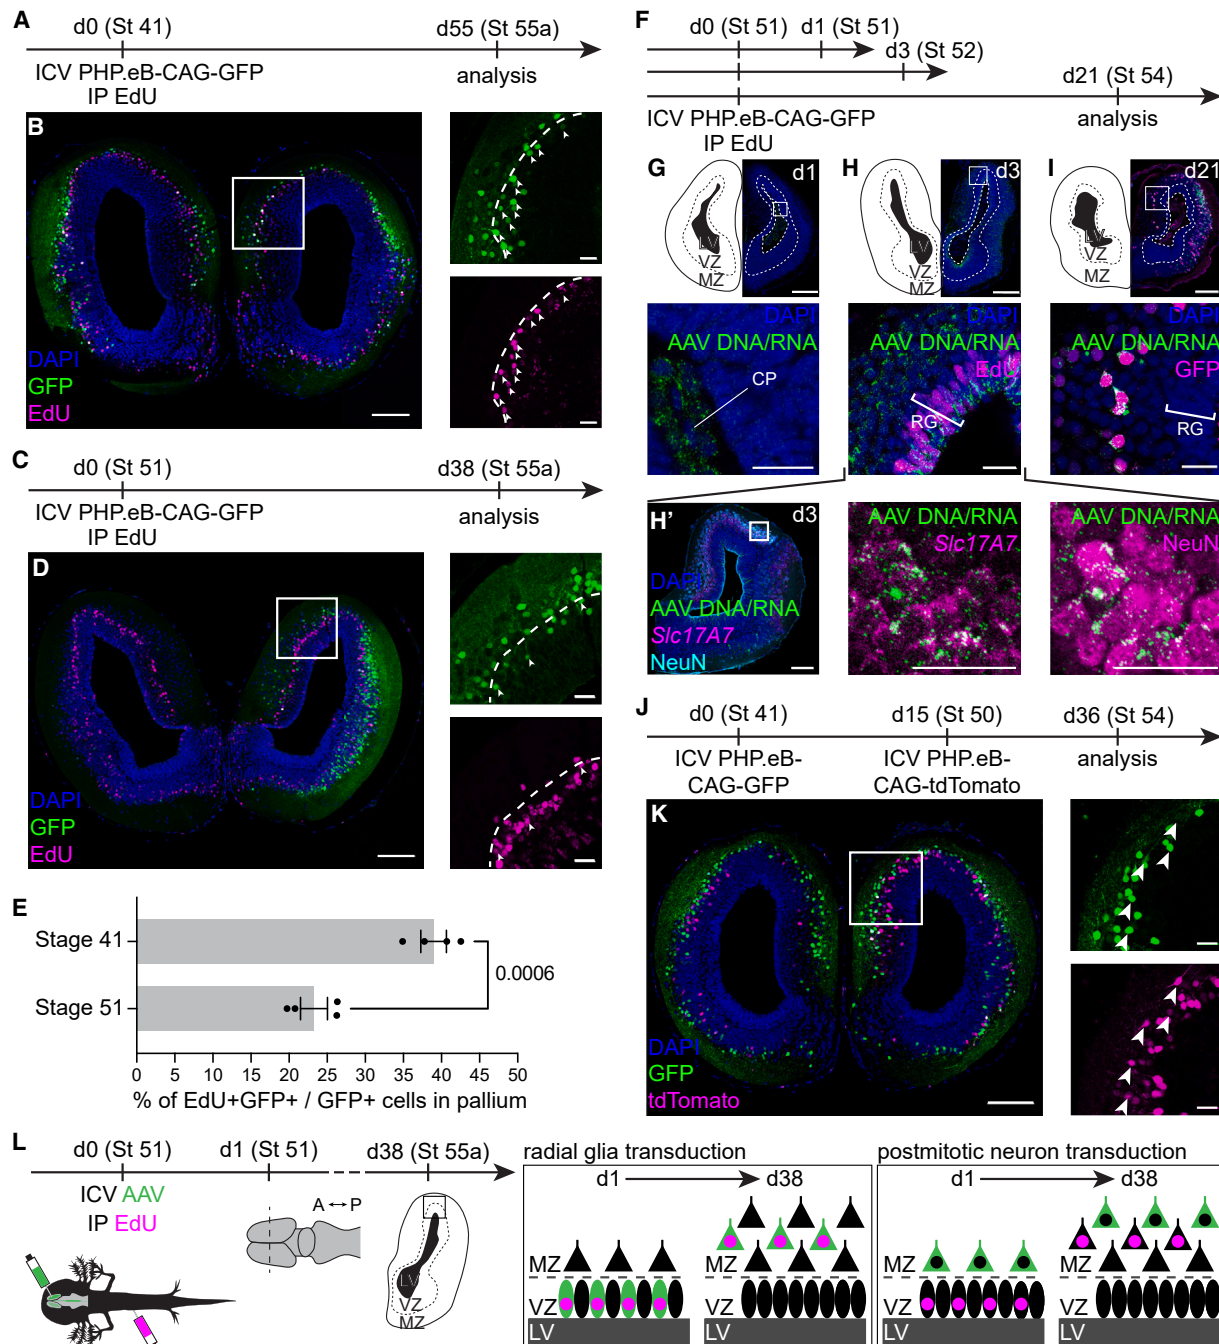 A
d0 (St 41)
d55 (St 55a)
ICV PHP.eB-CAG-GFP
IP EdU
analysis
B
DAPI
GFP
EdU
C
d0 (St 51)
d38 (St 55a)
ICV PHP.eB-CAG-GFP
IP EdU
analysis
D
DAPI
GFP
EdU
E
Stage 41
Stage 51
0.0006
0 5 10 15 20 25 30 35 40 45 50
% of EdU+GFP+ / GFP+ cells in pallium
F
d0 (St 51)
d1 (St 51)
d3 (St 52)
d21 (St 54)
ICV PHP.eB-CAG-GFP
IP EdU
analysis
G
d1
LV
VZ
MZ
DAPI
AAV DNA/RNA
CP
H
d3
LV
VZ
MZ
DAPI
AAV DNA/RNA
EdU
RG
I
d21
LV
VZ
MZ
DAPI
AAV DNA/RNA
GFP
RG
H'
d3
DAPI
AAV DNA/RNA
Slc17A7
NeuN
AAV DNA/RNA
Slc17A7
AAV DNA/RNA
NeuN
J
d0 (St 41)
d15 (St 50)
d36 (St 54)
ICV PHP.eB-
CAG-GFP
ICV PHP.eB-
CAG-tdTomato
analysis
K
DAPI
GFP
tdTomato
L
d0 (St 51)
d1 (St 51)
d38 (St 55a)
ICV AAV
IP EdU
A P
LV
VZ
MZ
radial glia transduction
d1 d38
MZ MZ
VZ VZ
LV LV
postmitotic neuron transduction
d1 d38
MZ MZ
VZ VZ
LV LV